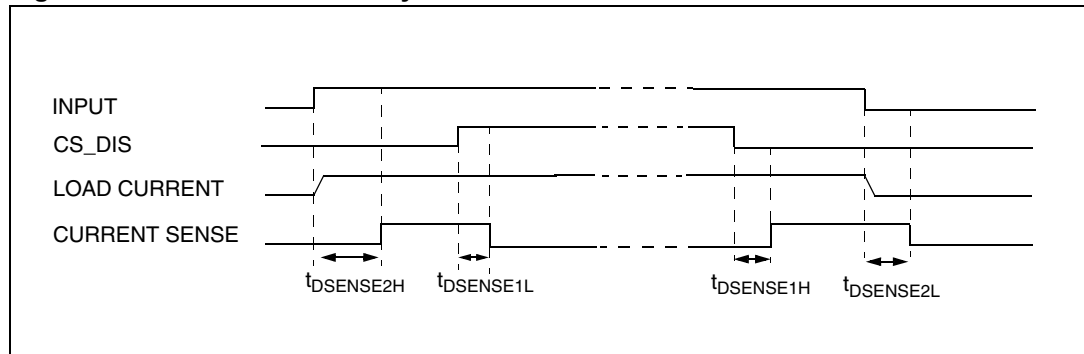 INPUT
CS_DIS
LOAD CURRENT
CURRENT SENSE
tDSENSE2H
tDSENSE1L
tDSENSE1H
tDSENSE2L